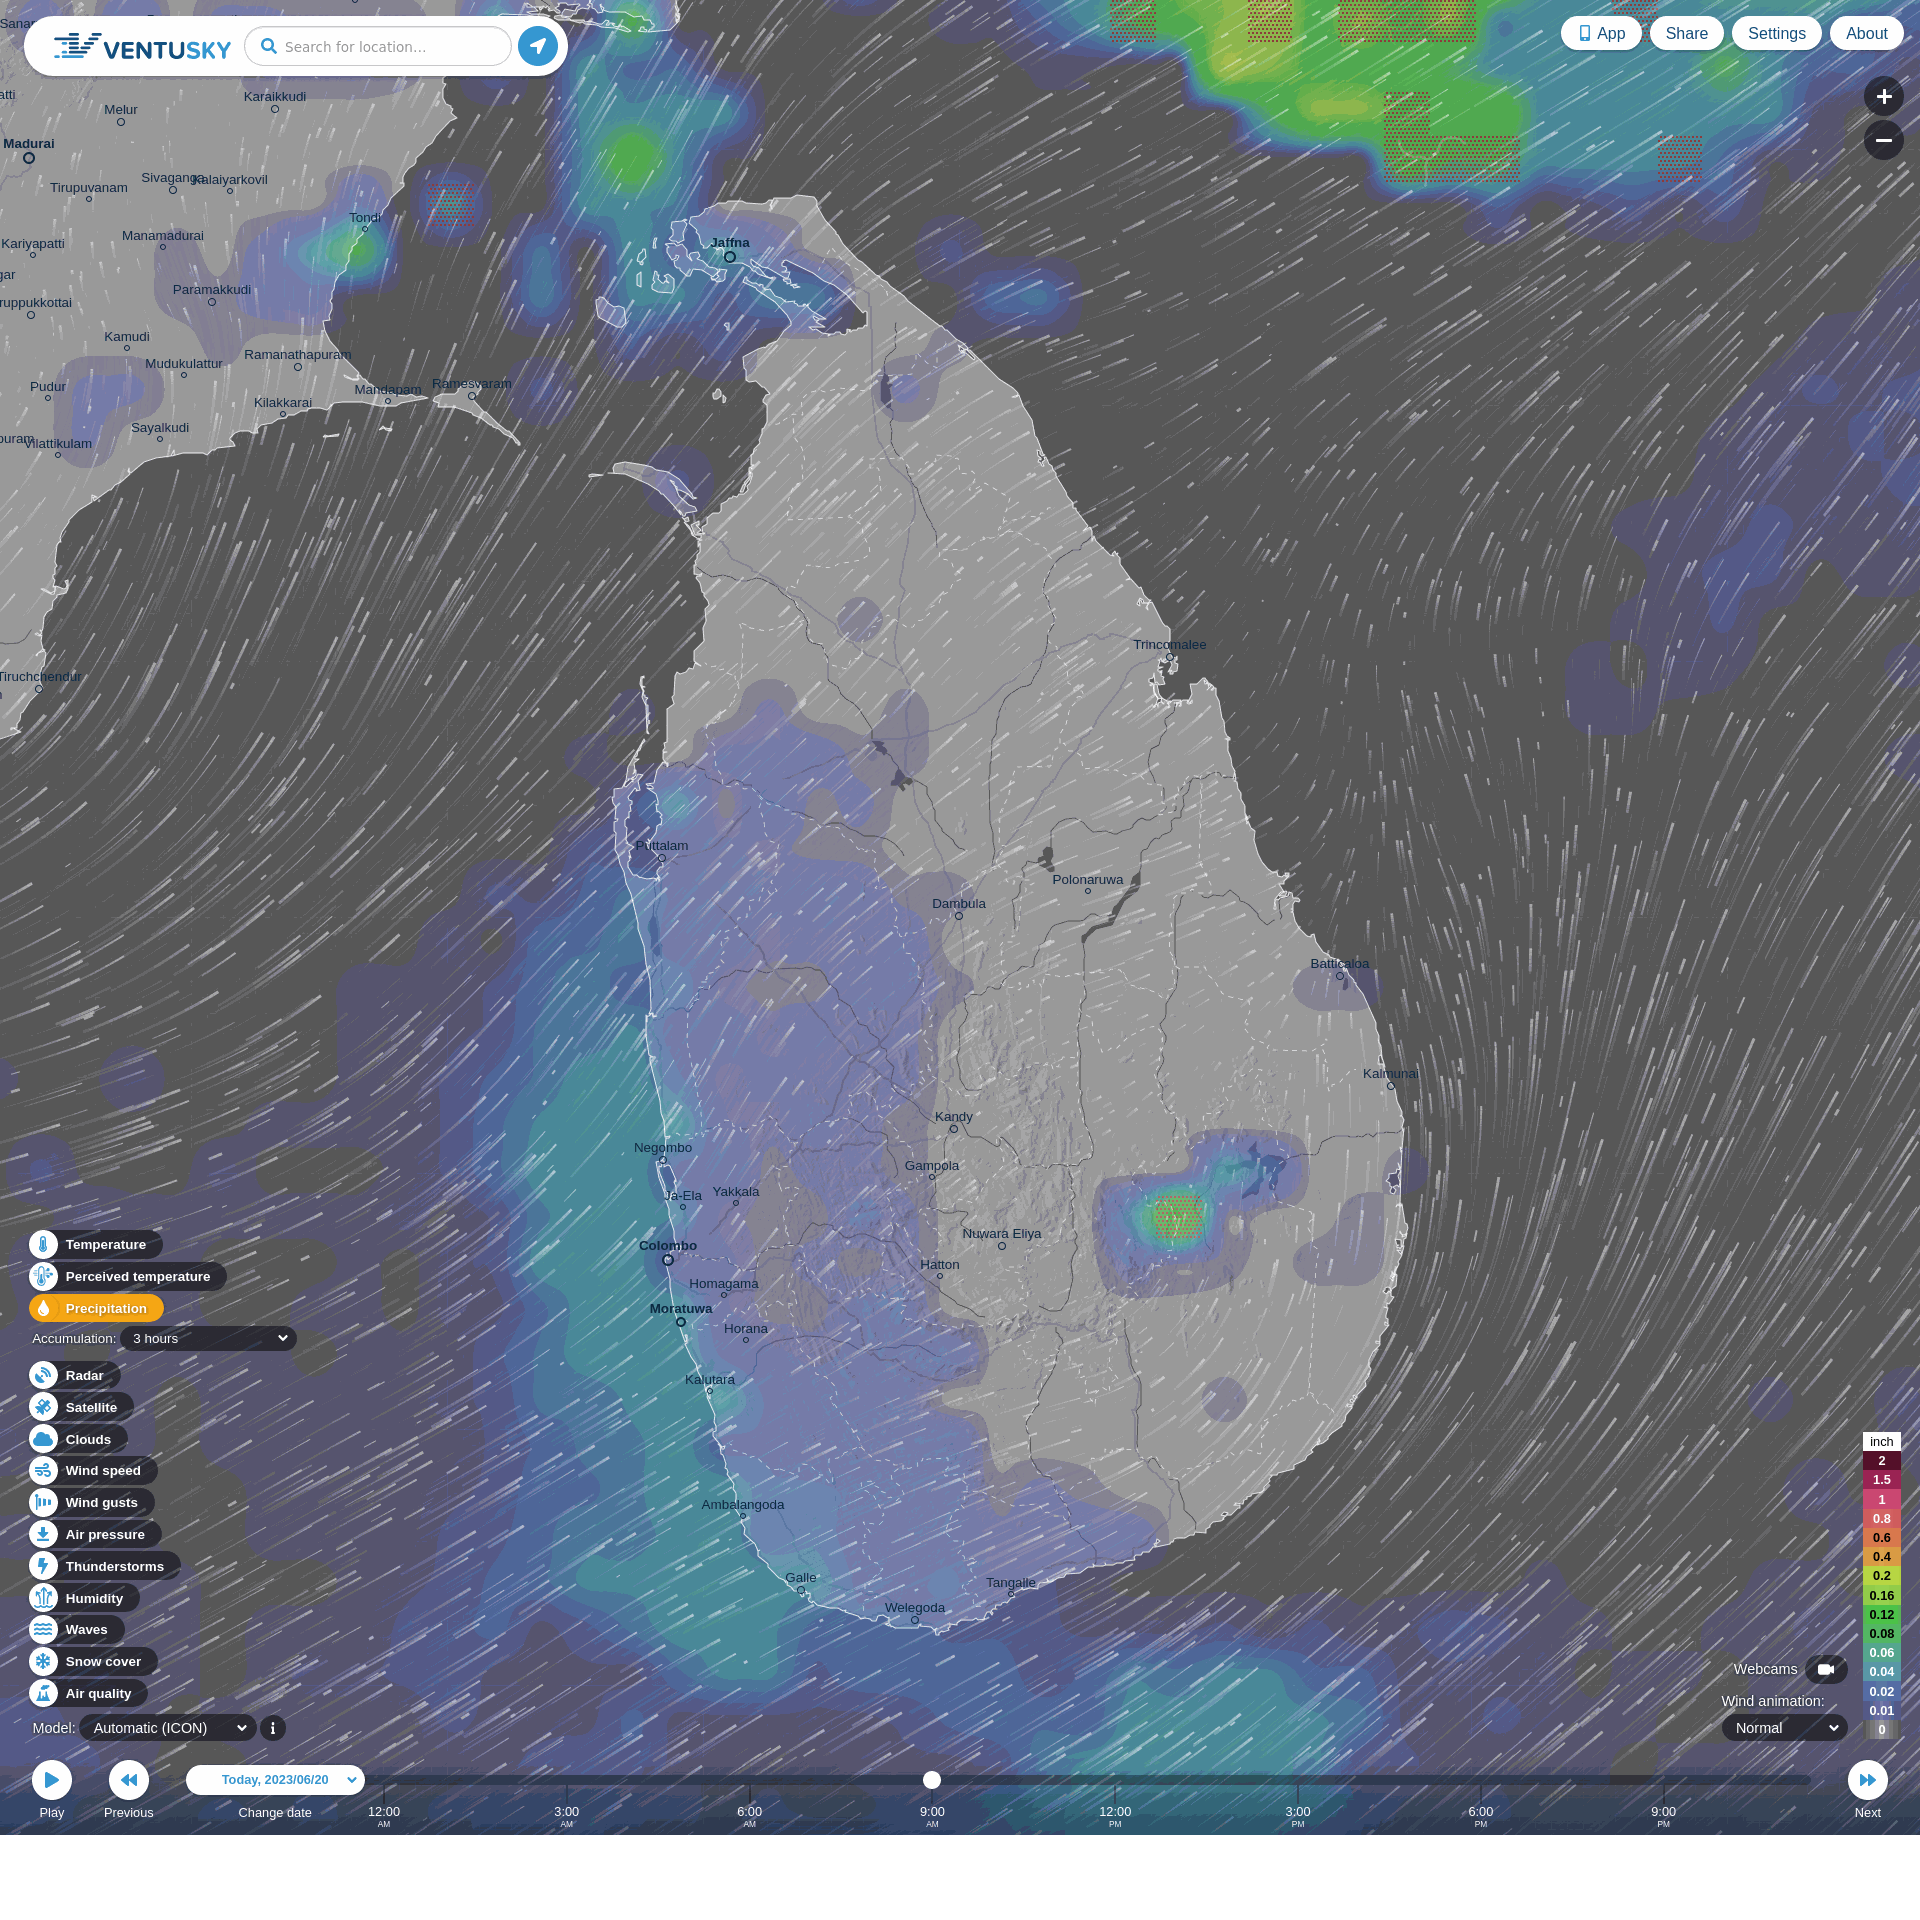 VENTUSKY
Search for location...
App
Share
Settings
About
Melur
Karaikkudi
Madurai
Tirupuvanam
Sivaganga
Kalaiyarkovil
Tondi
Kariyapatti
Manamadurai
Jaffna
Paramakkudi
ruppukkottai
Kamudi
Mudukulattur
Ramanathapuram
Pudur
Kilakkarai
Mandapam
Ramesvaram
Sayalkudi
Vilattikulam
Tiruchchendur
Trincomalee
Puttalam
Polonaruwa
Dambula
Batticaloa
Kalmunai
Kandy
Negombo
Gampola
Ja-Ela
Yakkala
Nuwara Eliya
Colombo
Hatton
Homagama
Moratuwa
Horana
Kalutara
Ambalangoda
Galle
Tangalle
Welegoda
Temperature
Perceived temperature
Precipitation
Accumulation: 3 hours
Radar
Satellite
Clouds
Wind speed
Wind gusts
Air pressure
Thunderstorms
Humidity
Waves
Snow cover
Air quality
Model: Automatic (ICON)
inch
2
1.5
1
0.8
0.6
0.4
0.2
0.16
0.12
0.08
0.06
0.04
0.02
0.01
0
Webcams
Wind animation:
Normal
Play
Previous
Today, 2023/06/20
Change date
12:00
AM
3:00
AM
6:00
AM
9:00
AM
12:00
PM
3:00
PM
6:00
PM
9:00
PM
Next